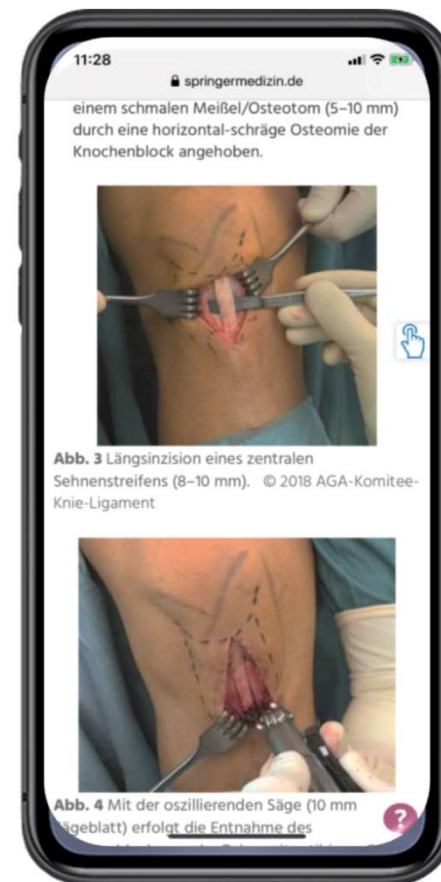 11:28
springermedizin.de
einem schmalen Meißel/Osteotom (5–10 mm)
durch eine horizontal-schräge Osteomie der
Knochenblock angehoben.
Abb. 3 Längsinzision eines zentralen
Sehnenstreifens (8–10 mm). © 2018 AGA-Komitee-
Knie-Ligament
Abb. 4 Mit der oszillierenden Säge (10 mm
ägeblatt) erfolgt die Entnahme des
?